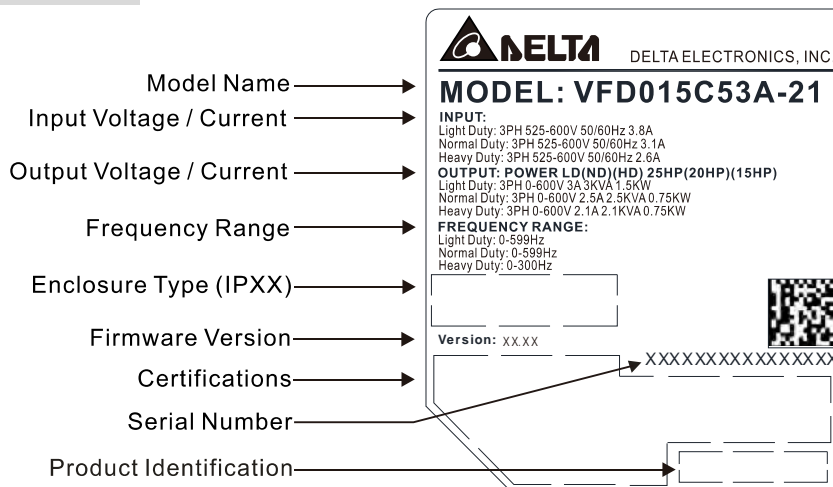 DELTA DELTA ELECTRONICS, INC.
Model Name
MODEL: VFD015C53A-21
Input Voltage / Current
INPUT:
Light Duty: 3PH 525-600V 50/60Hz 3.8A
Normal Duty: 3PH 525-600V 50/60Hz 3.1A
Heavy Duty: 3PH 525-600V 50/60Hz 2.6A
Output Voltage / Current
OUTPUT: POWER LD(ND)(HD) 25HP(20HP)(15HP)
Light Duty: 3PH 0-600V 3A 3KVA 1.5KW
Normal Duty: 3PH 0-600V 2.5A 2.5KVA 0.75KW
Heavy Duty: 3PH 0-600V 2.1A 2.1KVA 0.75KW
Frequency Range
FREQUENCY RANGE:
Light Duty: 0-599Hz
Normal Duty: 0-599Hz
Heavy Duty: 0-300Hz
Enclosure Type (IPXX)
Firmware Version
Version: XX.XX
Certifications
XXXXXXXXXXXXXXXX
Serial Number
Product Identification